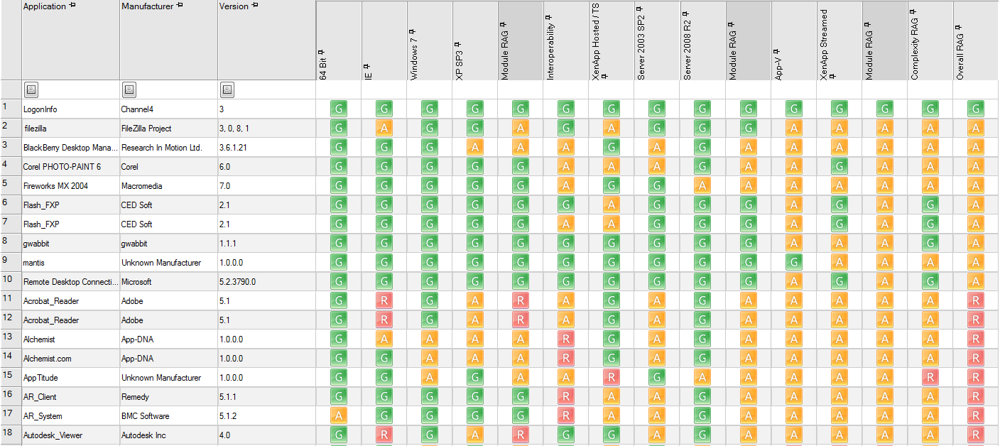 Application Manufacturer Version 64 Bit IE Windows 7 XP SP3 Module RAG Interoperability XenApp Hosted / TS Server 2003 SP2 Server 2008 R2 Module RAG App-V XenApp Streamed Module RAG Complexity RAG Overall RAG
A A A
1 LogonInfo Channel4 3 G G G G G G G G G G G G G G G
2 filezilla FileZilla Project 3, 0, 8, 1 G A G G A G A G G G A A A A A
3 BlackBerry Desktop Mana... Research In Motion Ltd. 3.6.1.21 G G G A A A G A G A A A A A A
4 Corel PHOTO-PAINT 6 Corel 6.0 G G G G G A A A G A A G A A A
5 Fireworks MX 2004 Macromedia 7.0 G G G G G A G G A A A A A A A
6 Flash_FXP CED Soft 2.1 G G G G G G A G G G A G A G A
7 Flash_FXP CED Soft 2.1 G G G G G A A G G G A G A G A
8 gwabbit gwabbit 1.1.1 G G G G G G G G G G A A A G A
9 mantis Unknown Manufacturer 1.0.0.0 G G G G G G G G G G G A A A A
10 Remote Desktop Connecti... Microsoft 5.2.3790.0 G G G G G G G G G G A G A G A
11 Acrobat_Reader Adobe 5.1 G R G A R A G A G A A A A A R
12 Acrobat_Reader Adobe 5.1 G R G A R A G A G A A A A A R
13 Alchemist App-DNA 1.0.0.0 G A A A A R G A G A A A A A R
14 Alchemist.com App-DNA 1.0.0.0 G G A A A R G A G A A A A A R
15 AppTitude Unknown Manufacturer 1.0.0.0 G G A G A A R G A A A A A R R
16 AR_Client Remedy 5.1.1 G G G G G R A A G A A A A A R
17 AR_System BMC Software 5.1.2 A G G G G R A A G A A A A A R
18 Autodesk_Viewer Autodesk Inc 4.0 G R G A R G G A G A A A A A R